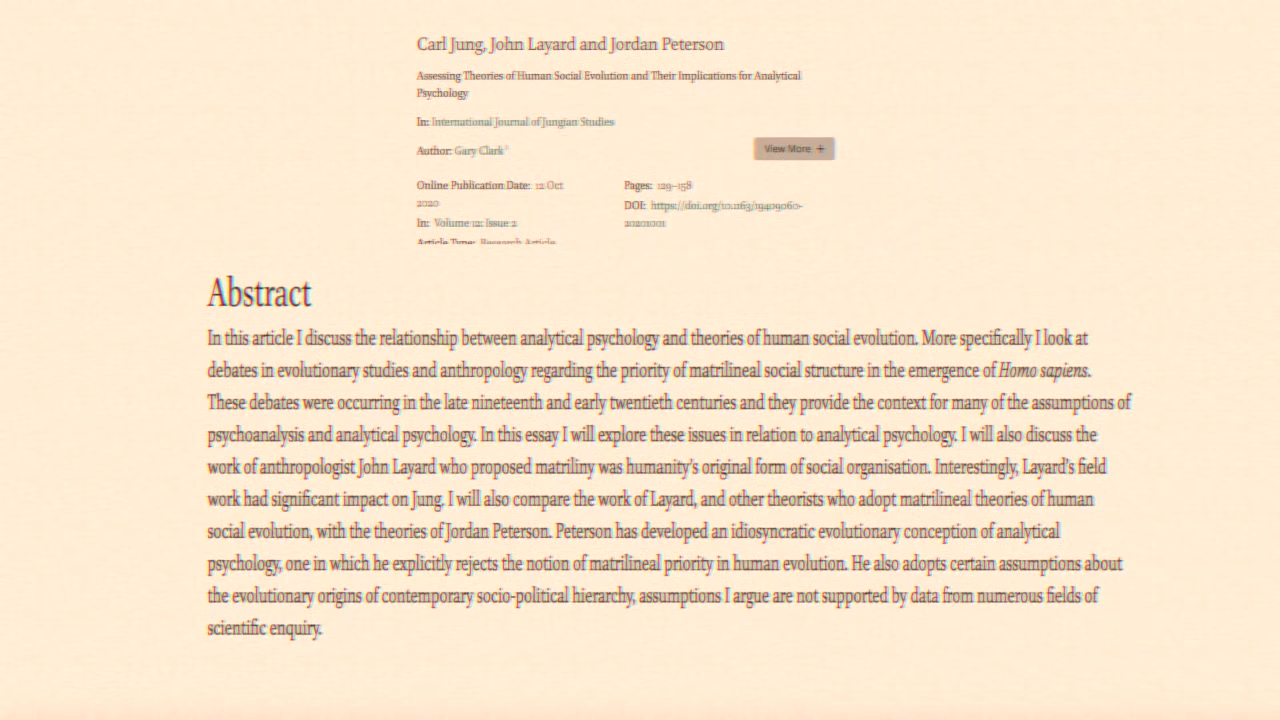 Carl Jung, John Layard and Jordan Peterson
Assessing Theories of Human Social Evolution and Their Implications for Analytical
Psychology
In: International Journal of Jungian Studies
Author: Gary Clark
View More +
Online Publication Date: 12 Oct
2020
In: Volume 12: Issue 2
Article Type: Research Article
Pages: 129–158
DOI: https://doi.org/10.1163/19409060-
20201001
Abstract
In this article I discuss the relationship between analytical psychology and theories of human social evolution. More specifically I look at
debates in evolutionary studies and anthropology regarding the priority of matrilineal social structure in the emergence of Homo sapiens.
These debates were occurring in the late nineteenth and early twentieth centuries and they provide the context for many of the assumptions of
psychoanalysis and analytical psychology. In this essay I will explore these issues in relation to analytical psychology. I will also discuss the
work of anthropologist John Layard who proposed matriliny was humanity's original form of social organisation. Interestingly, Layard's field
work had significant impact on Jung. I will also compare the work of Layard, and other theorists who adopt matrilineal theories of human
social evolution, with the theories of Jordan Peterson. Peterson has developed an idiosyncratic evolutionary conception of analytical
psychology, one in which he explicitly rejects the notion of matrilineal priority in human evolution. He also adopts certain assumptions about
the evolutionary origins of contemporary socio-political hierarchy, assumptions I argue are not supported by data from numerous fields of
scientific enquiry.